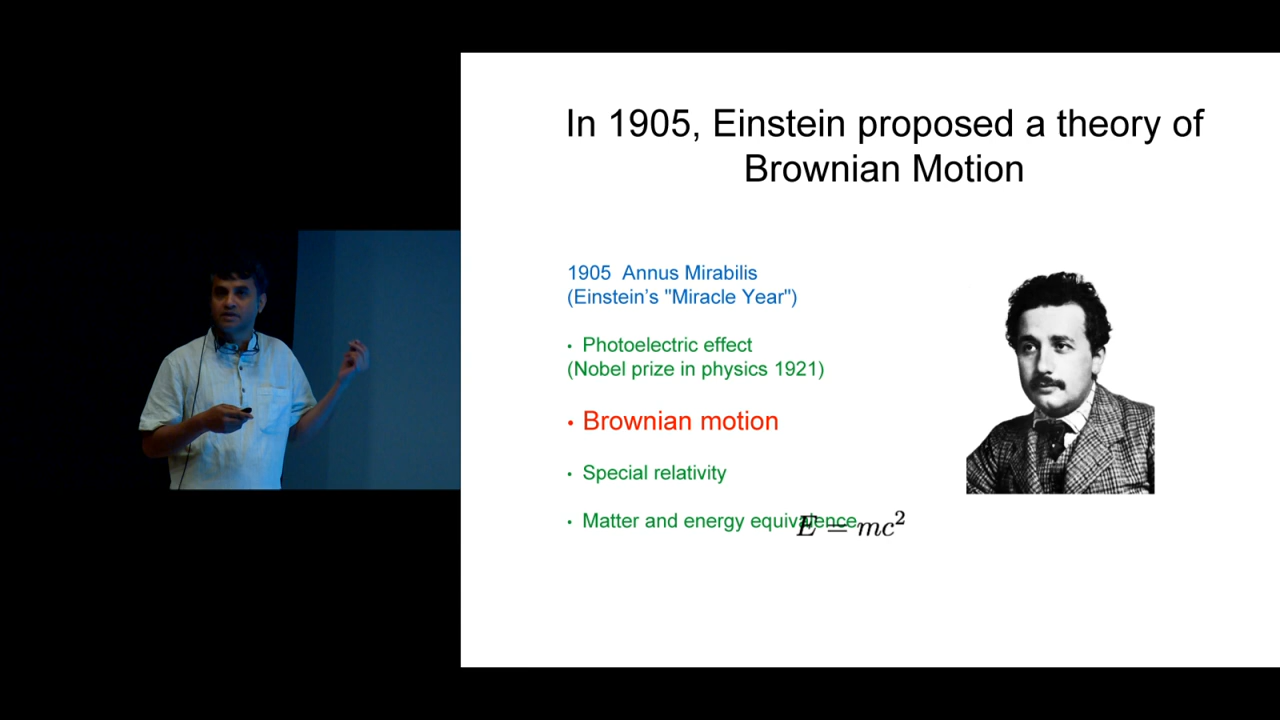 In 1905, Einstein proposed a theory of
Brownian Motion
1905 Annus Mirabilis
(Einstein’s "Miracle Year")
• Photoelectric effect
(Nobel prize in physics 1921)
• Brownian motion
• Special relativity
• Matter and energy equivalence
E = mc²